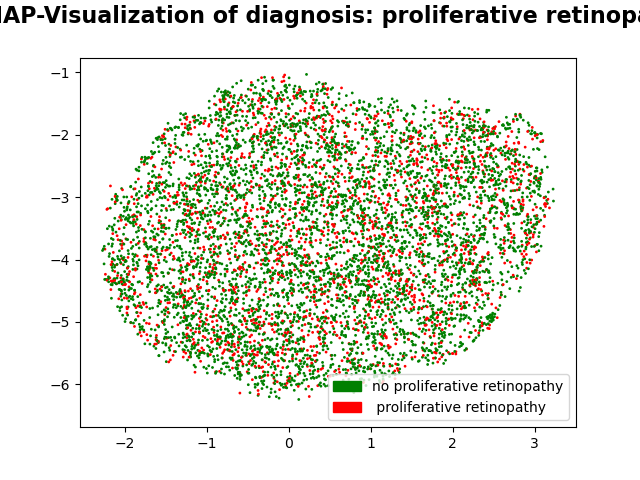 IAP-Visualization of diagnosis: proliferative retinopa
−1
−2
−3
−4
−5
−6
−2 −1 0 1 2 3
no proliferative retinopathy
proliferative retinopathy